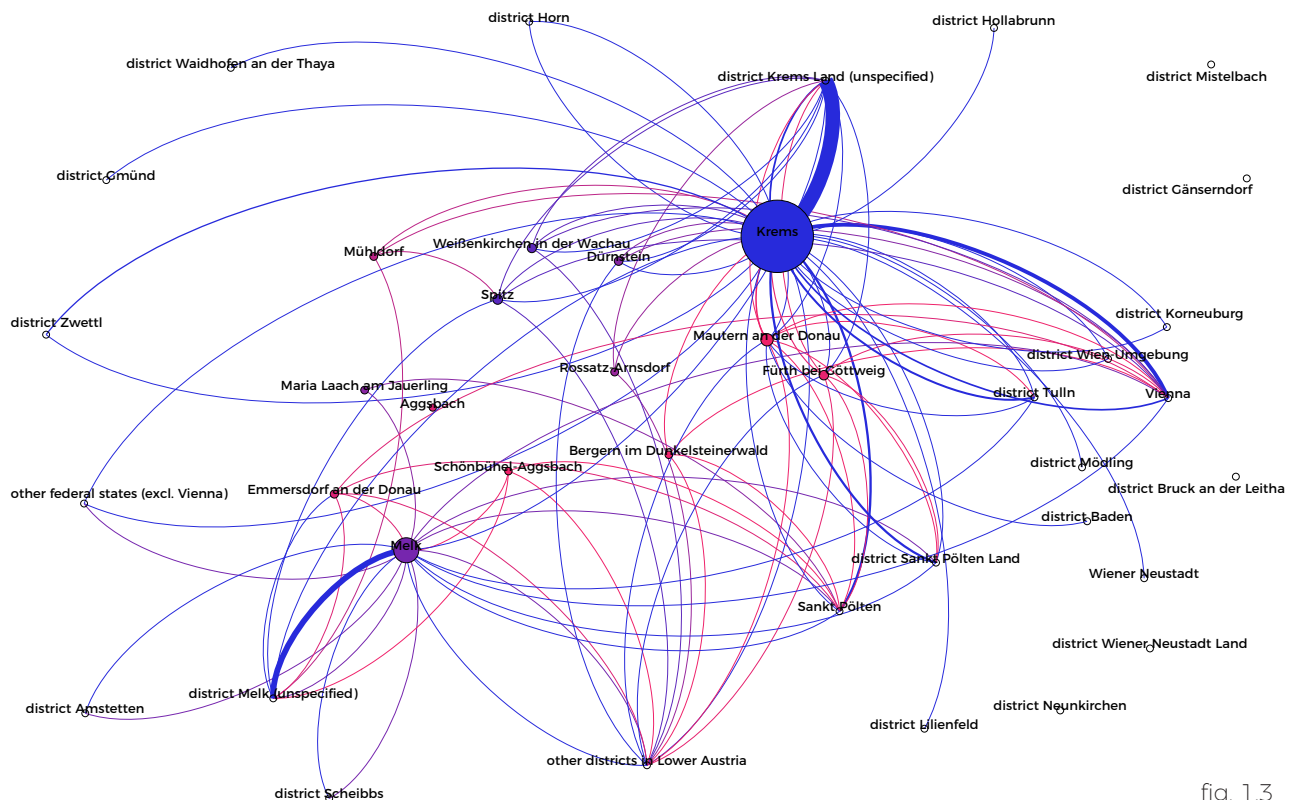 district Horn
district Hollabrunn
district Waidhofen an der Thaya
district Krems Land (unspecified)
district Mistelbach
district Gmünd
district Gänserndorf
Krems
Weißenkirchen in der Wachau
Mühldorf
Dürnstein
Spitz
district Korneuburg
district Zwettl
Mautern an der Donau
district Wien Umgebung
Rossatz-Arnsdorf
Fürth bei Göttweig
Maria Laach am Jauerling
district Tulln
Vienna
Aggsbach
Bergern im Dunkelsteinerwald
district Mödling
Schönbühel-Aggsbach
Emmersdorf an der Donau
other federal states (excl. Vienna)
district Bruck an der Leitha
district Baden
Melk
district Sankt Pölten Land
Wiener Neustadt
Sankt Pölten
district Wiener Neustadt Land
district Melk (unspecified)
district Amstetten
district Neunkirchen
district Lilienfeld
other districts in Lower Austria
district Scheibbs
fig. 1.3